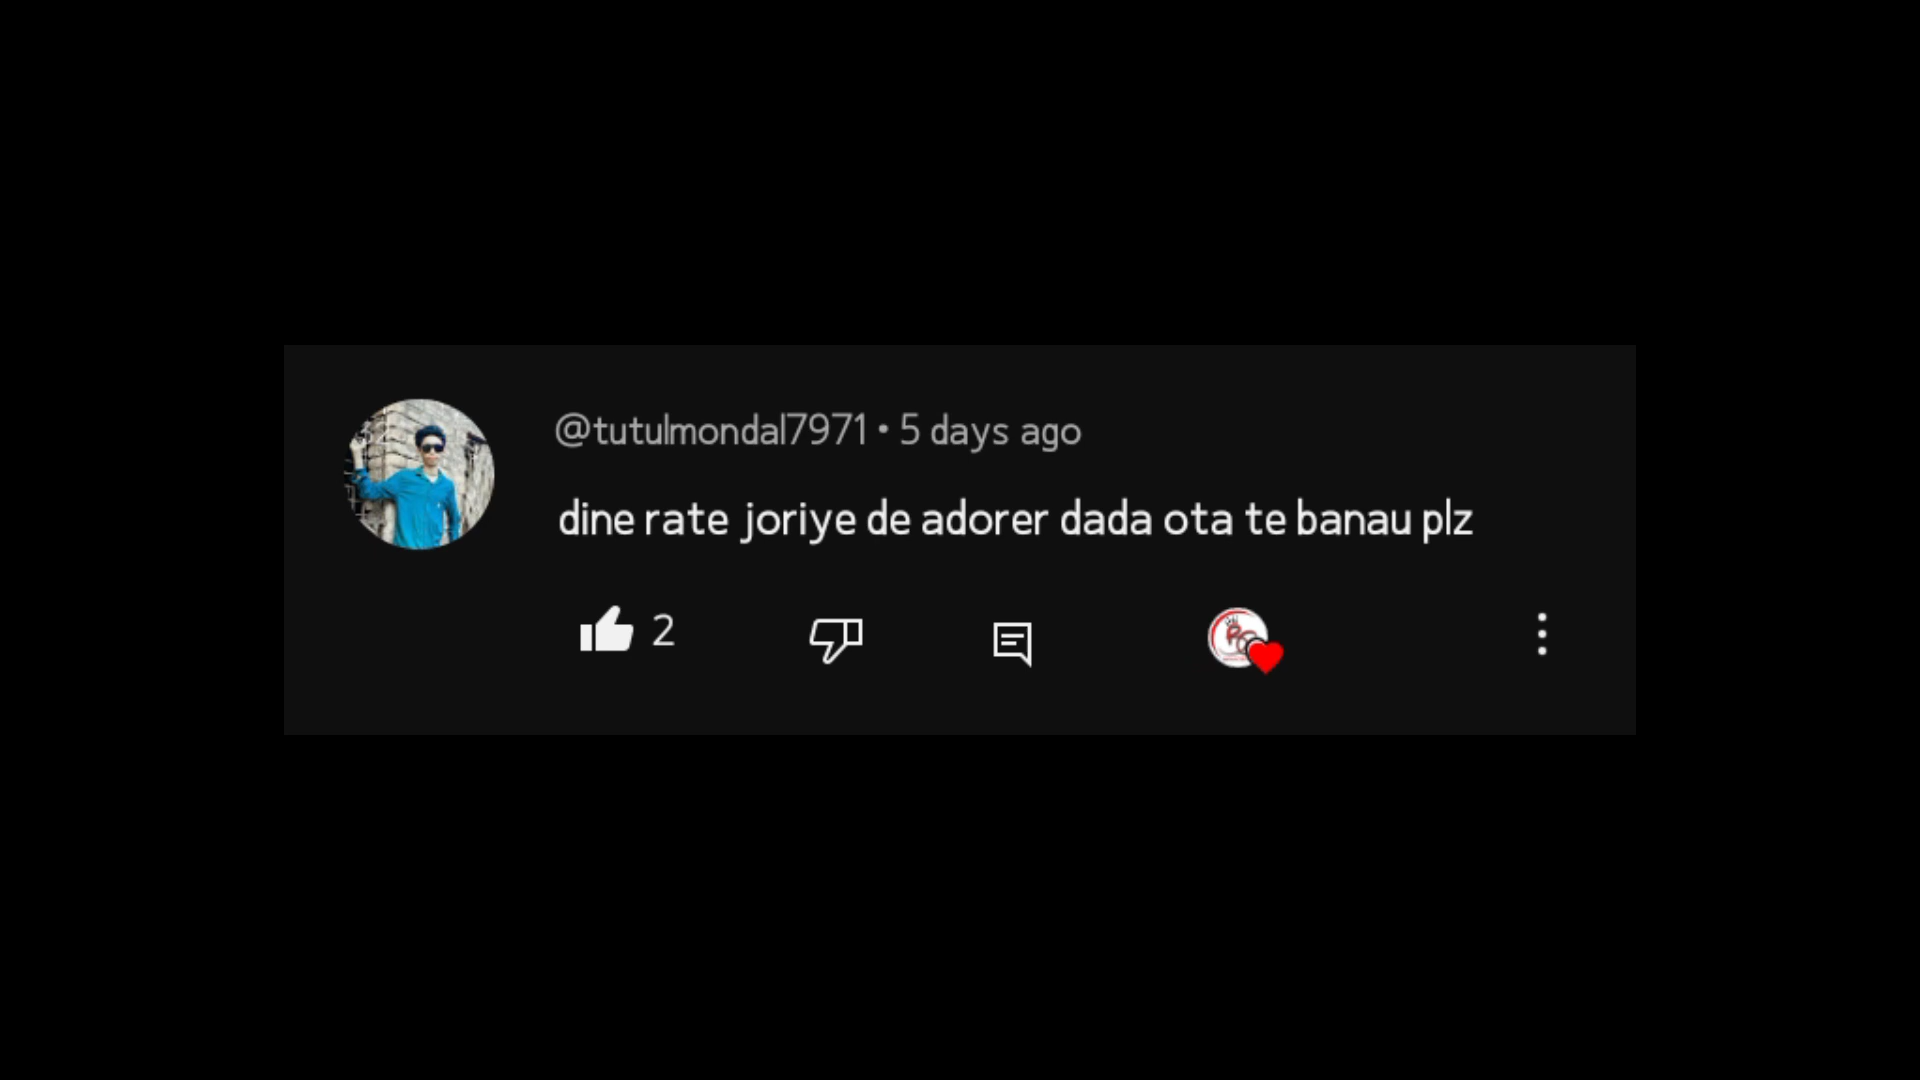 @tutulmondal7971 • 5 days ago
dine rate joriye de adorer dada ota te banau plz
2